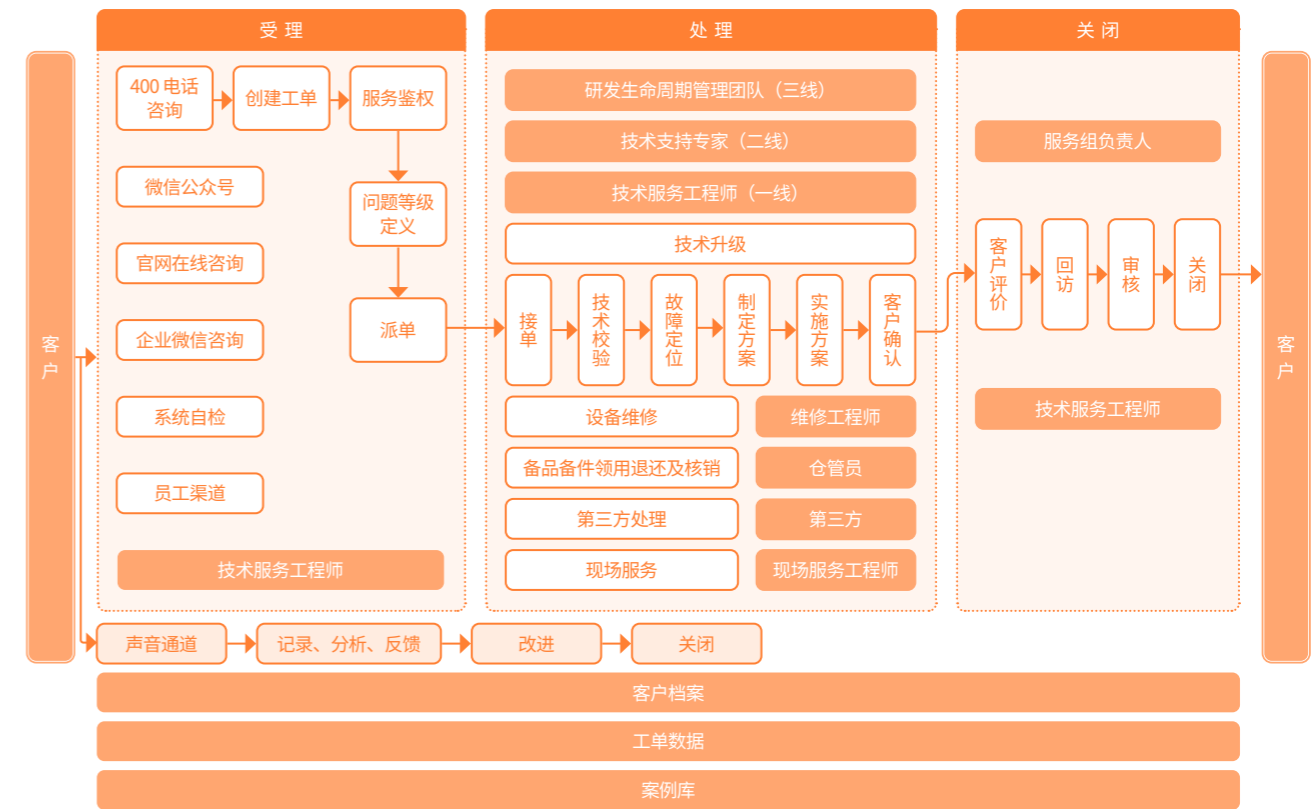 受理
处理
关闭
客户
400 电话
咨询
创建工单
服务鉴权
微信公众号
问题等级
定义
官网在线咨询
派单
企业微信咨询
系统自检
员工渠道
技术服务工程师
研发生命周期管理团队（三线）
技术支持专家（二线）
技术服务工程师（一线）
技术升级
接单
技术校验
故障定位
制定方案
实施方案
客户确认
设备维修
维修工程师
备品备件领用退还及核销
仓管员
第三方处理
第三方
现场服务
现场服务工程师
服务组负责人
客户评价
回访
审核
关闭
技术服务工程师
客户
声音通道
记录、分析、反馈
改进
关闭
客户档案
工单数据
案例库